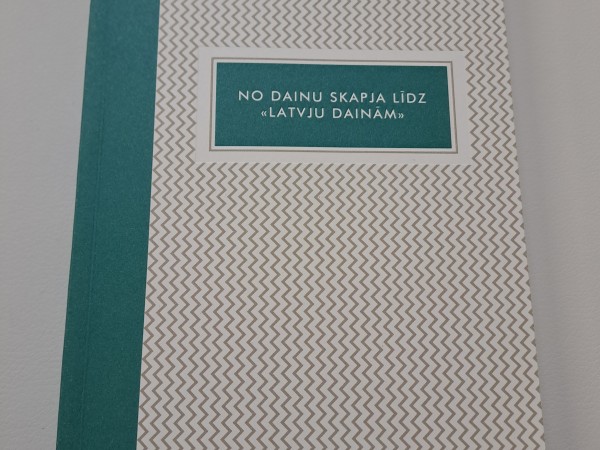 NO DAINU SKAPJA LĪDZ
«LATVJU DAINĀM»